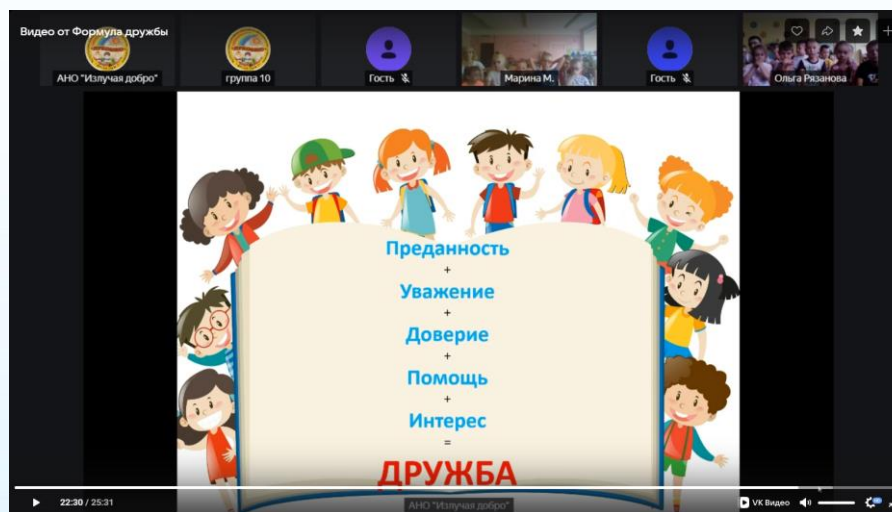 Видео от Формула дружбы
АНО "Излучая добро"
группа 10
Гость
Марина М.
Гость
Ольга Рязанова
Преданность
+
Уважение
+
Доверие
+
Помощь
+
Интерес
=
ДРУЖБА
АНО "Излучая добро"
22:30 / 25:31
VK Видео